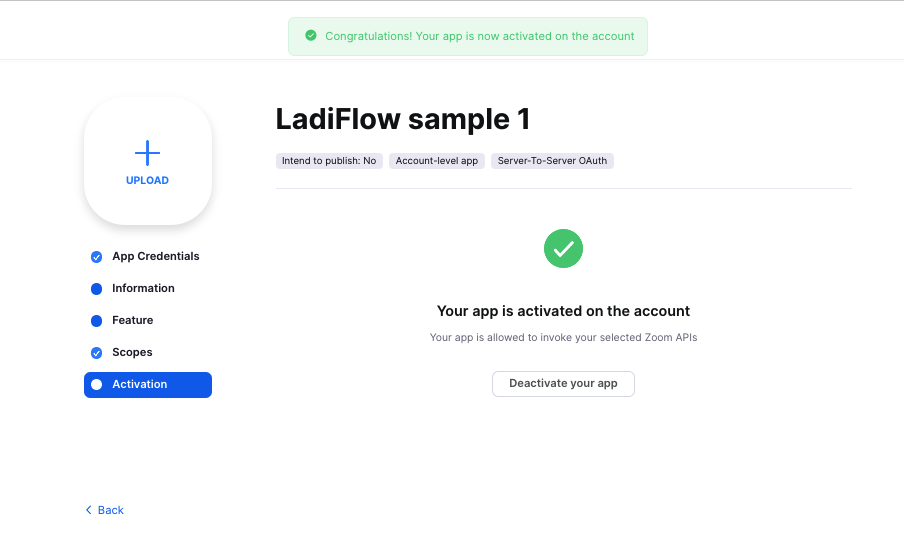 Congratulations! Your app is now activated on the account
LadiFlow sample 1
Intend to publish: No
Account-level app
Server-To-Server OAuth
UPLOAD
App Credentials
Information
Feature
Scopes
Activation
Your app is activated on the account
Your app is allowed to invoke your selected Zoom APIs
Deactivate your app
Back